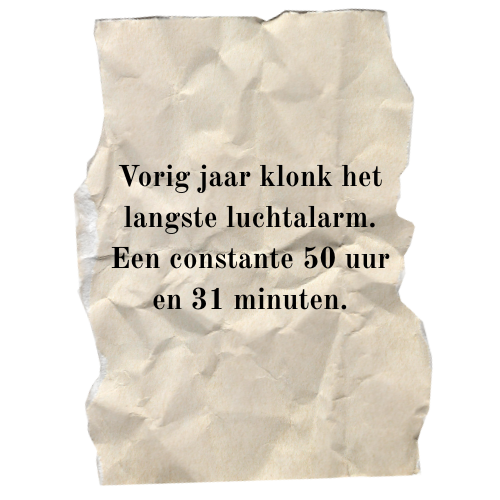 Vorig jaar klonk het
langste luchtalarm.
Een constante 50 uur
en 31 minuten.